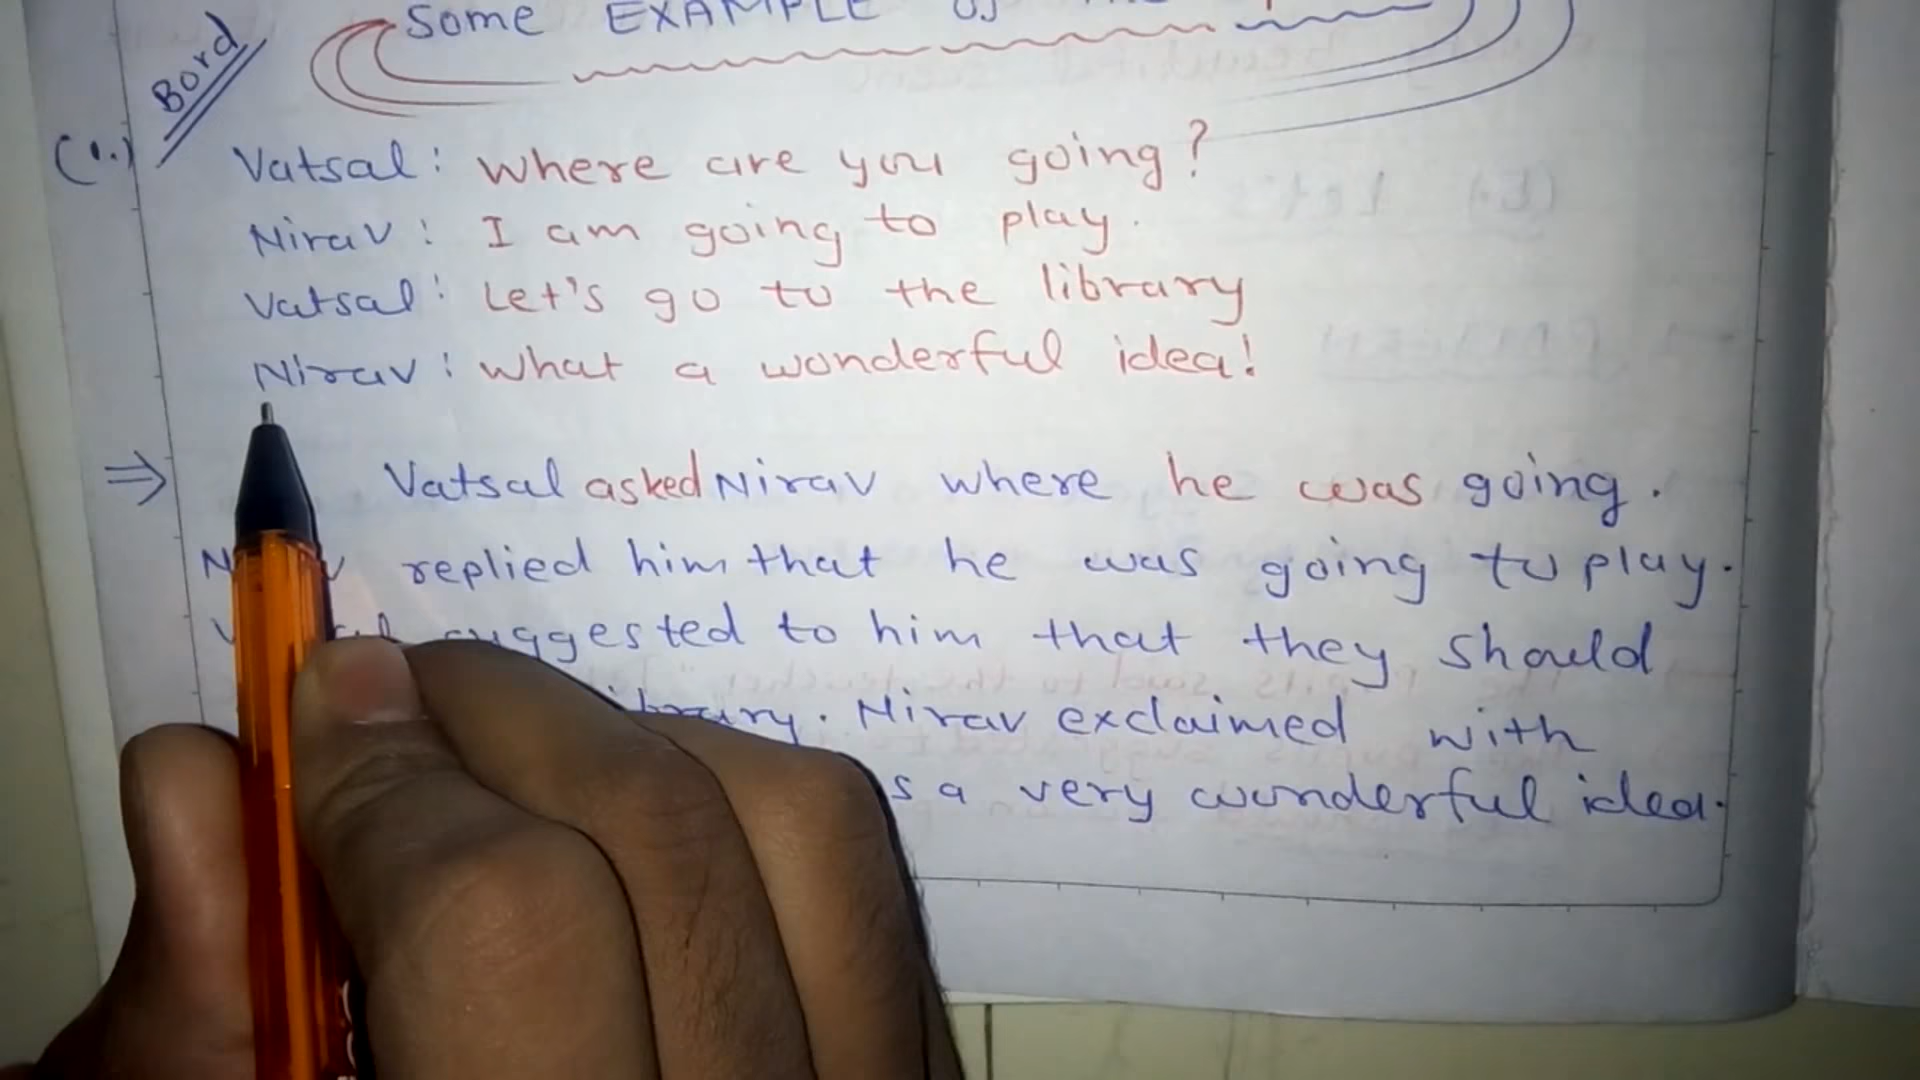 Some EXAMPLE of
Bord
(1.) Vatsal: where are you going?
Nirav: I am going to play.
Vatsal: Let's go to the library
Nirav: what a wonderful idea!
⇒ Vatsal asked Nirav where he was going.
replied him that he was going to play.
suggested to him that they should
library. Nirav exclaimed with
a very wonderful idea.